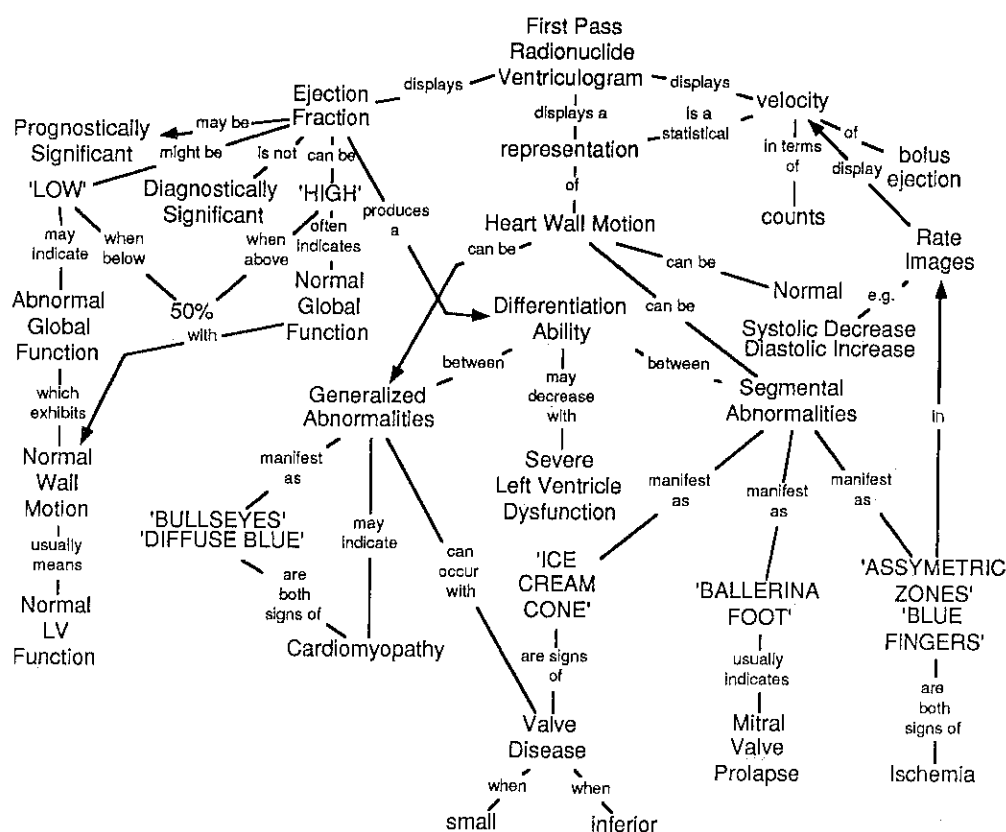 First Pass
Radionuclide
Ventriculogram
displays
displays
Ejection
Fraction
displays a
is a
statistical
velocity
Prognostically
Significant
may be
might be
is not
can be
representation
in terms
of
of
display
bolus
ejection
'LOW'
Diagnostically
Significant
'HIGH'
produces
a
of
counts
may
indicate
when
below
when
above
often
indicates
Heart Wall Motion
can be
can be
Rate
Images
Abnormal
Global
Function
50%
with
Normal
Global
Function
Differentiation
Ability
can be
Normal
e.g.
Systolic Decrease
Diastolic Increase
which
exhibits
between
may
decrease
with
between
Generalized
Abnormalities
Segmental
Abnormalities
in
Normal
Wall
Motion
manifest
as
Severe
Left Ventricle
Dysfunction
manifest
as
manifest
as
manifest
as
usually
means
'BULLSEYES'
'DIFFUSE BLUE'
may
indicate
can
occur
with
'ICE
CREAM
CONE'
'BALLERINA
FOOT'
'ASSYMETRIC
ZONES'
'BLUE
FINGERS'
Normal
LV
Function
are
both
signs of
Cardiomyopathy
are signs
of
usually
indicates
are
both
signs of
Valve
Disease
Mitral
Valve
Prolapse
Ischemia
when
when
small
inferior